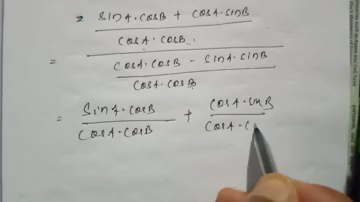 = sinA·cosB + cosA·sinB
cosA·cosB
= cosA·cosB - sinA·sinB
cosA·cosB
= sinA·cosB + cosA·sinB
cosA·cosB cosA·c